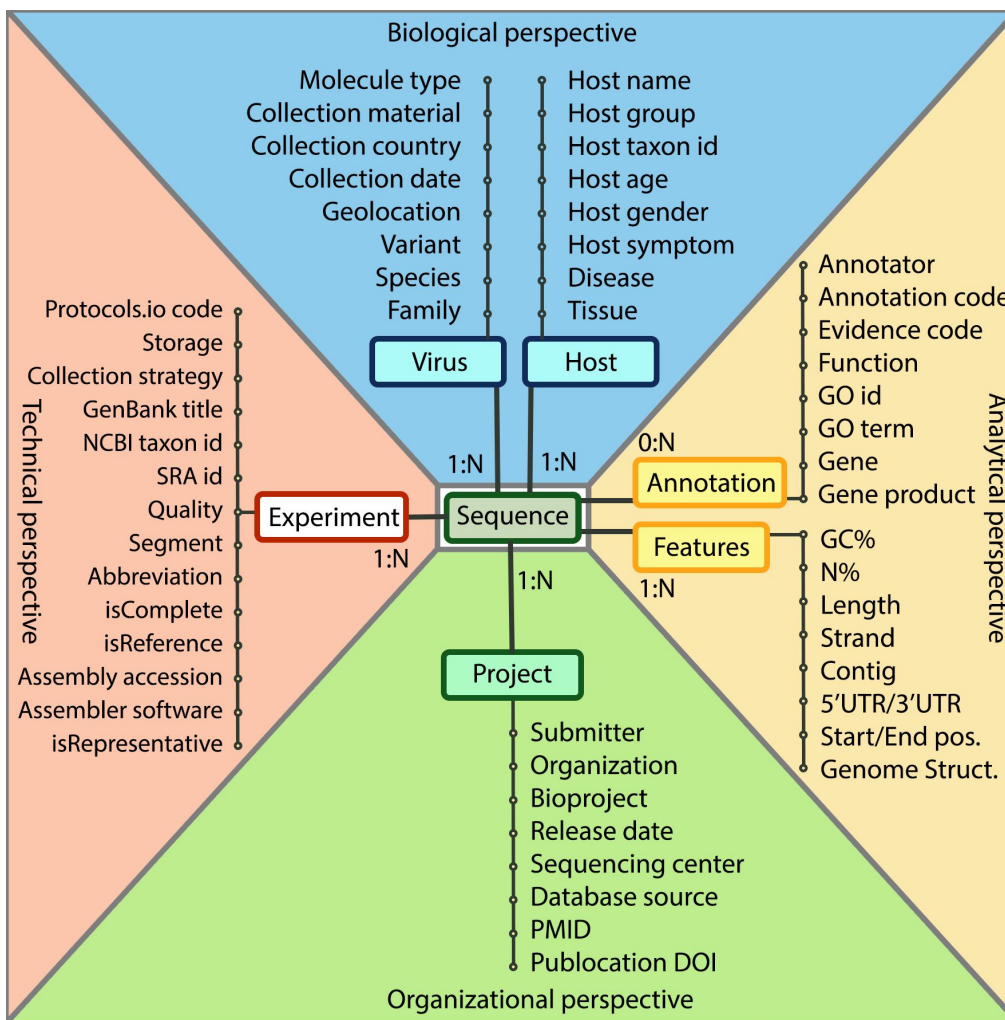 Biological perspective
Molecule type
Collection material
Collection country
Collection date
Geolocation
Variant
Species
Family
Virus
Host name
Host group
Host taxon id
Host age
Host gender
Host symptom
Disease
Tissue
Host
1:N
1:N
Technical perspective
Protocols.io code
Storage
Collection strategy
GenBank title
NCBI taxon id
SRA id
Quality
Segment
Abbreviation
isComplete
isReference
Assembly accession
Assembler software
isRepresentative
Experiment
1:N
Sequence
Analytical perspective
Annotator
Annotation code
Evidence code
Function
GO id
GO term
Gene
Gene product
0:N
Annotation
Features
1:N
GC%
N%
Length
Strand
Contig
5'UTR/3'UTR
Start/End pos.
Genome Struct.
1:N
Project
Submitter
Organization
Bioproject
Release date
Sequencing center
Database source
PMID
Publocation DOI
Organizational perspective